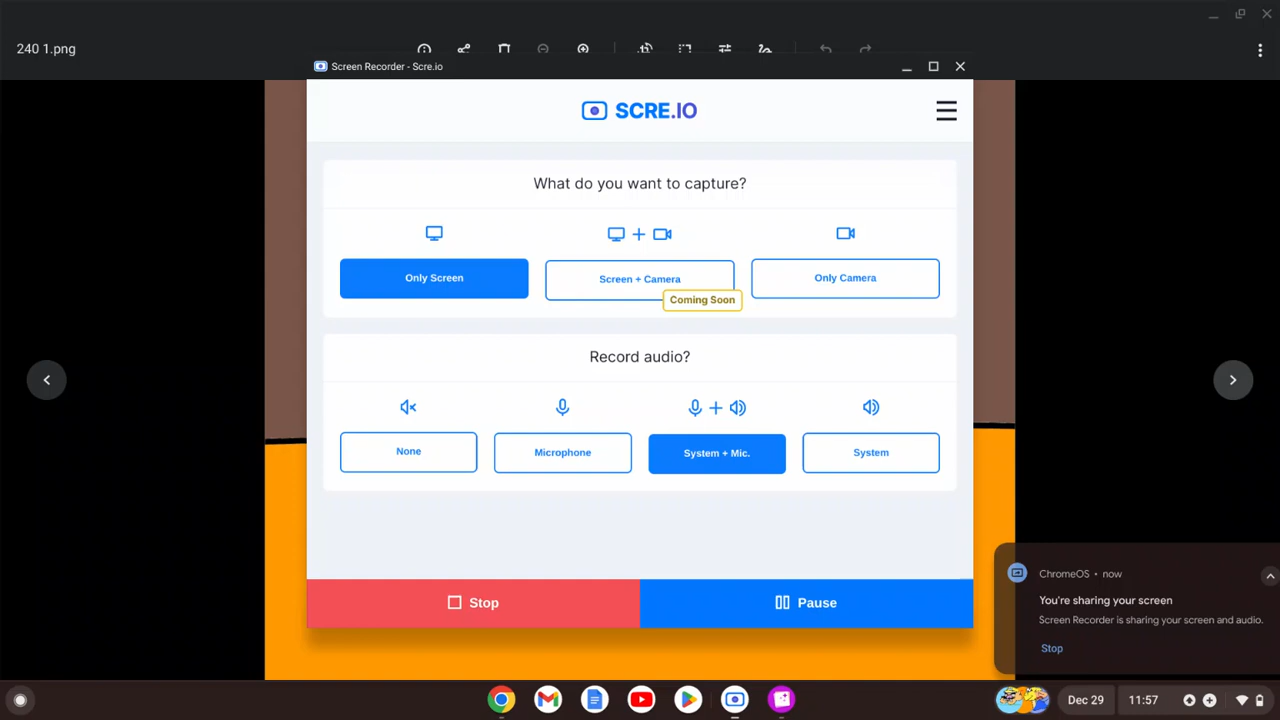 240 1.png
Screen Recorder - Scre.io
SCRE.IO
What do you want to capture?
Only Screen
Screen + Camera
Only Camera
Coming Soon
Record audio?
None
Microphone
System + Mic.
System
Stop
Pause
ChromeOS • now
You're sharing your screen
Screen Recorder is sharing your screen and audio.
Stop
Dec 29
11:57